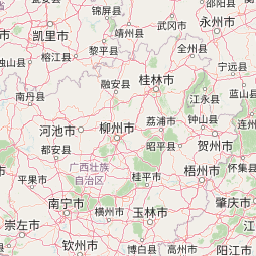 锦屏县
靖州县
武冈市
邵阳县
永州市
凯里市
榕江县
黎平县
全州县
宁远县
独山县
融安县
桂林市
南丹县
江永县
蓝山县
河池市
柳州市
荔浦市
钟山县
都安县
昭平县
贺州市
广西壮族
自治区
平果市
桂平市
梧州市
怀集县
南宁市
横州市
玉林市
肇庆市
崇左市
钦州市
博白县
高州市
阳江市